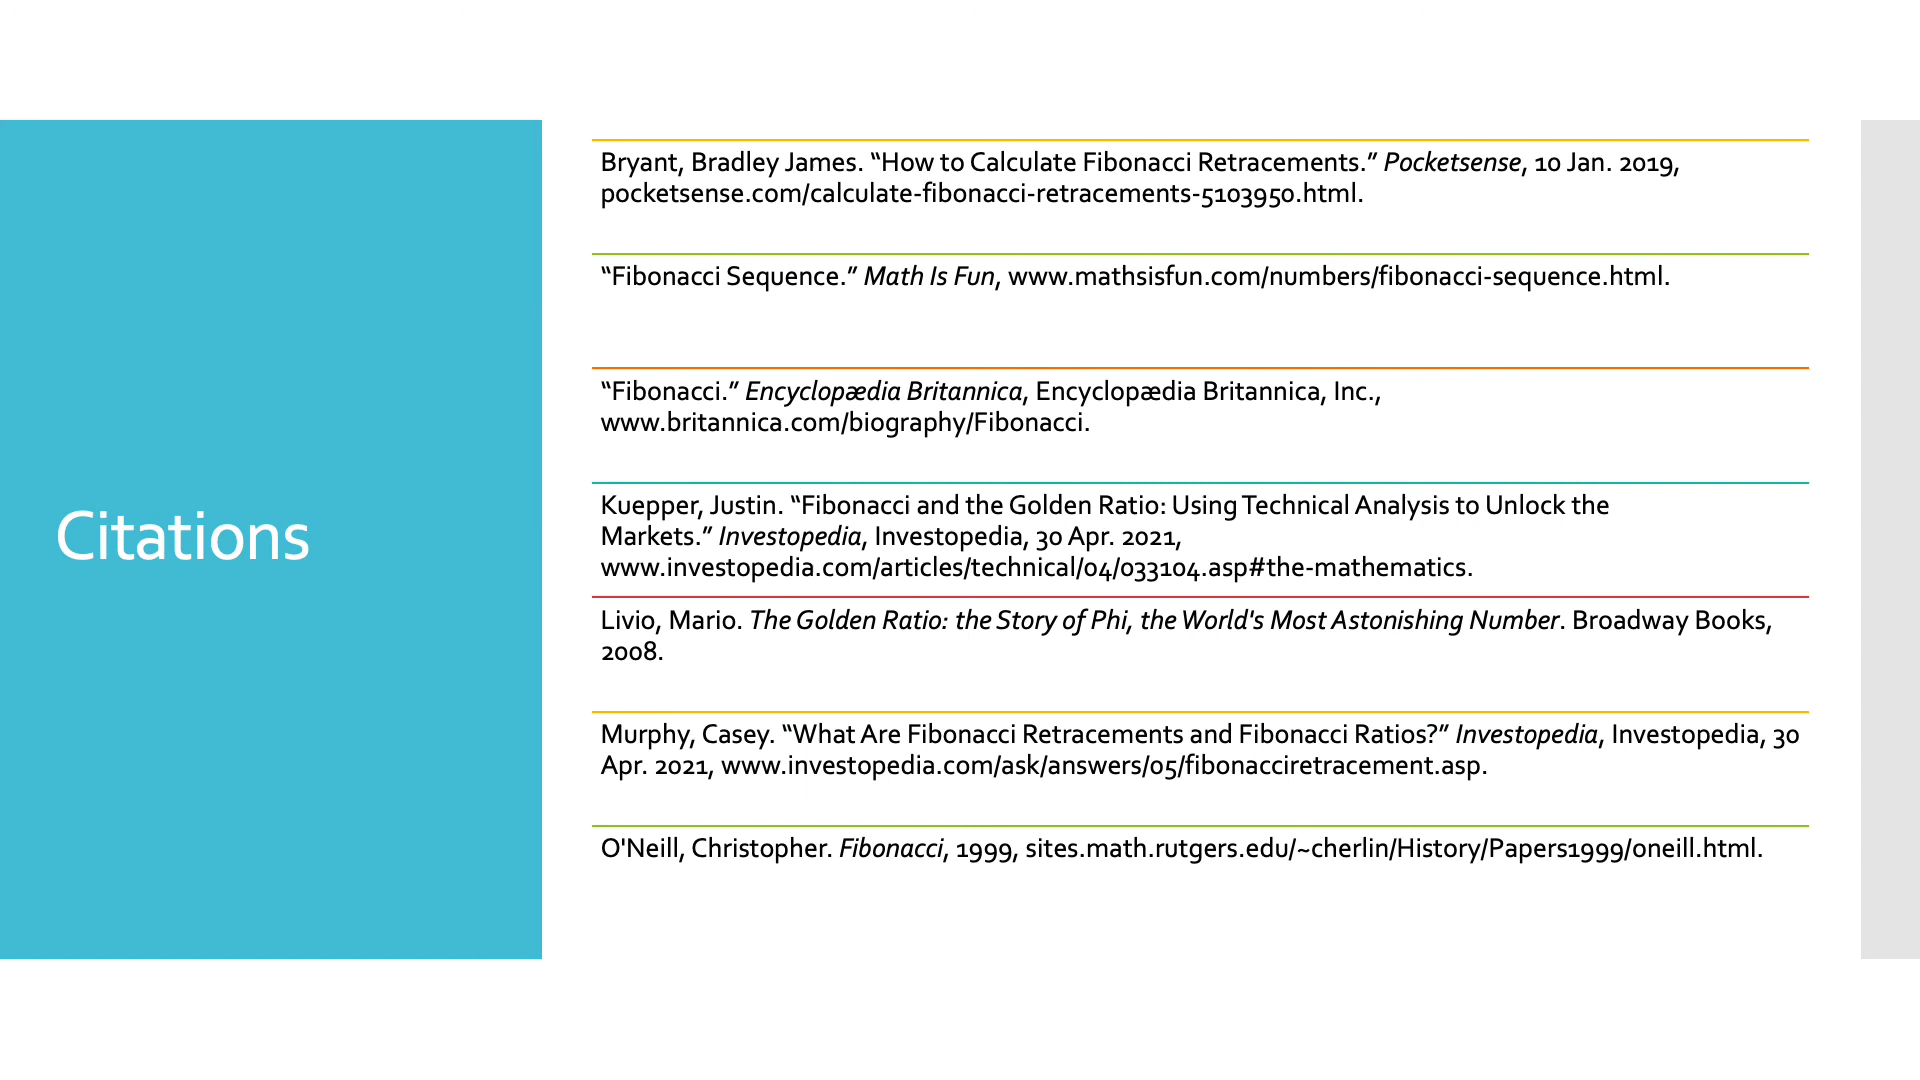 Citations
Bryant, Bradley James. “How to Calculate Fibonacci Retracements.” Pocketsense, 10 Jan. 2019,
pocketsense.com/calculate-fibonacci-retracements-5103950.html.
“Fibonacci Sequence.” Math Is Fun, www.mathsisfun.com/numbers/fibonacci-sequence.html.
“Fibonacci.” Encyclopædia Britannica, Encyclopædia Britannica, Inc.,
www.britannica.com/biography/Fibonacci.
Kuepper, Justin. “Fibonacci and the Golden Ratio: Using Technical Analysis to Unlock the
Markets.” Investopedia, Investopedia, 30 Apr. 2021,
www.investopedia.com/articles/technical/04/033104.asp#the-mathematics.
Livio, Mario. The Golden Ratio: the Story of Phi, the World's Most Astonishing Number. Broadway Books,
2008.
Murphy, Casey. “What Are Fibonacci Retracements and Fibonacci Ratios?” Investopedia, Investopedia, 30
Apr. 2021, www.investopedia.com/ask/answers/05/fibonacciretracement.asp.
O'Neill, Christopher. Fibonacci, 1999, sites.math.rutgers.edu/~cherlin/History/Papers1999/oneill.html.